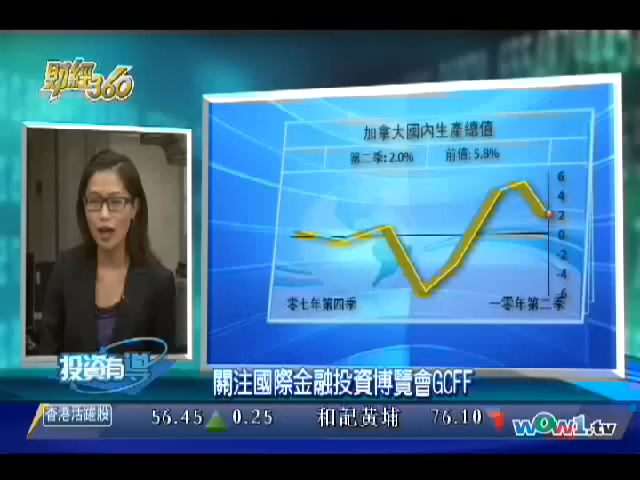 財經360
加拿大國內生產總值
第二季: 2.0% 前值: 5.8%
6
4
2
0
-2
-4
-6
零七年第四季 一零年第二季
投資有道
關注國際金融投資博覽會GCFF
香港活躍股 56.45 0.25 和記黃埔 76.10 wow1.tv